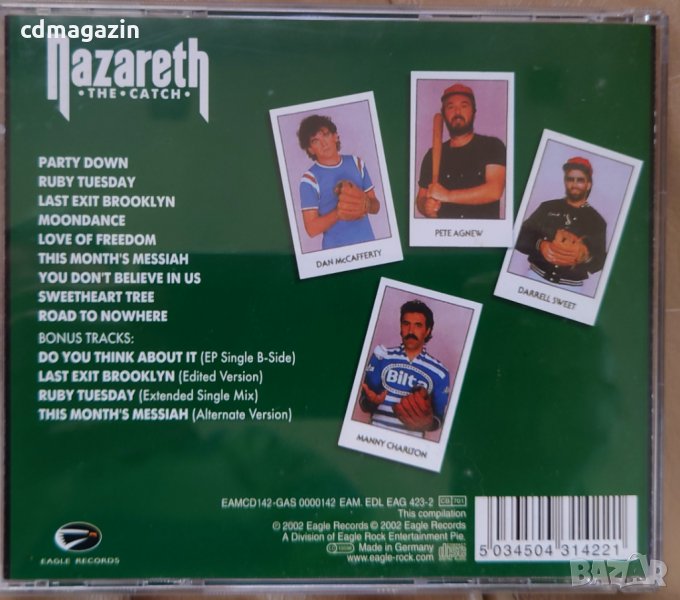 cdmagazin
Nazareth
•THE•CATCH•
PARTY DOWN
RUBY TUESDAY
LAST EXIT BROOKLYN
MOONDANCE
LOVE OF FREEDOM
THIS MONTH'S MESSIAH
YOU DON'T BELIEVE IN US
SWEETHEART TREE
ROAD TO NOWHERE
BONUS TRACKS:
DO YOU THINK ABOUT IT (EP Single B-Side)
LAST EXIT BROOKLYN (Edited Version)
RUBY TUESDAY (Extended Single Mix)
THIS MONTH'S MESSIAH (Alternate Version)
DAN McCAFFERTY
PETE AGNEW
DARRELL SWEET
Bilta
MANNY CHARLTON
EAMCD142-GAS 0000142 EAM. EDL EAG 423-2 CB 701
This compilation
℗ 2002 Eagle Records © 2002 Eagle Records
A Division of Eagle Rock Entertainment Plc.
Made in Germany
www.eagle-rock.com
EAGLE RECORDS
5 034504 314221
BAZAR